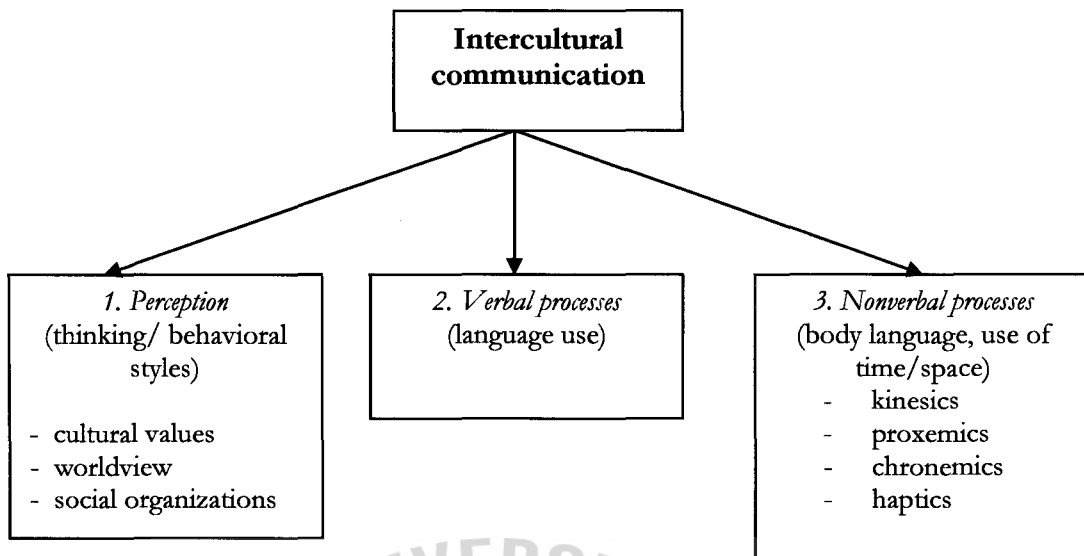 Intercultural
communication
1. Perception
(thinking/ behavioral
styles)
- cultural values
- worldview
- social organizations
2. Verbal processes
(language use)
3. Nonverbal processes
(body language, use of
time/space)
- kinesics
- proxemics
- chronemics
- haptics